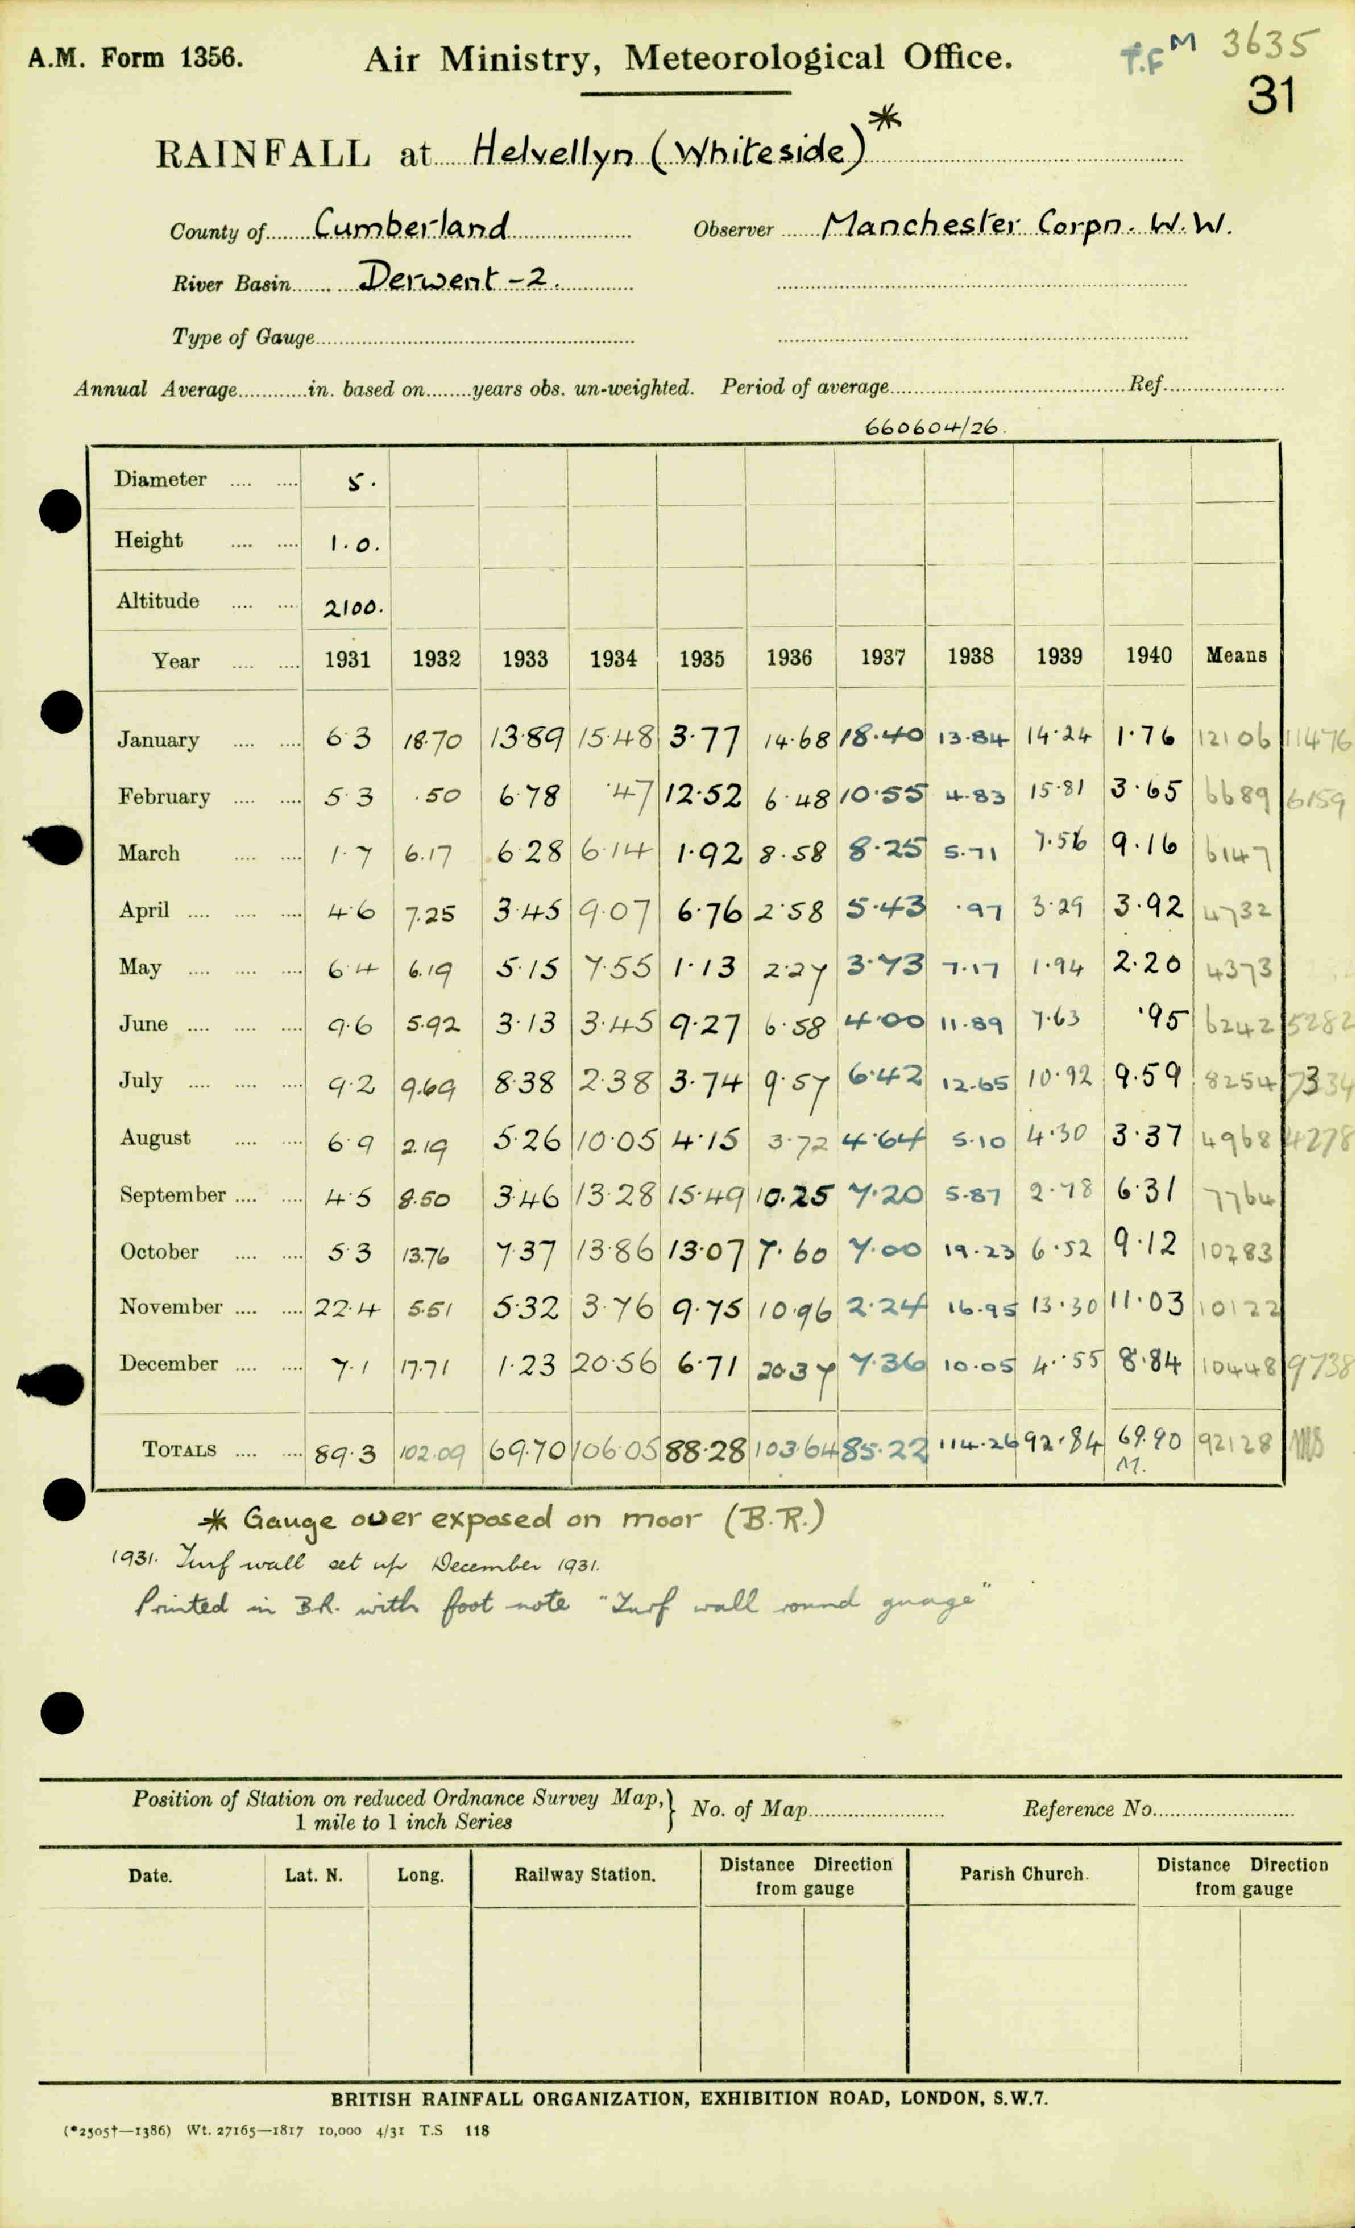 A.M. Form 1356. Air Ministry, Meteorological Office. T.F M 3635
31
RAINFALL at Helvellyn (Whiteside)*
County of Cumberland Observer Manchester Corpn. W.W.
River Basin Derwent - 2.
Type of Gauge
Annual Average in. based on years obs. un-weighted. Period of average Ref.
660604/26.
Diameter 5.
Height 1.0.
Altitude 2100.
Year 1931 1932 1933 1934 1935 1936 1937 1938 1939 1940 Means
January 6.3 18.70 13.89 15.48 3.77 14.68 18.40 13.84 14.24 1.76 12106 11476
February 5.3 .50 6.78 .47 12.52 6.48 10.55 4.83 15.81 3.65 6689 6159
March 1.7 6.17 6.28 6.14 1.92 8.58 8.25 5.71 7.56 9.16 6147
April 4.6 7.25 3.45 9.07 6.76 2.58 5.43 .97 3.29 3.92 4732
May 6.4 6.19 5.15 7.55 1.13 2.27 3.73 7.17 1.94 2.20 4373
June 9.6 5.92 3.13 3.45 9.27 6.58 4.00 11.89 7.63 .95 6242 5282
July 9.2 9.69 8.38 2.38 3.74 9.57 6.42 12.65 10.92 9.59 8254 7334
August 6.9 2.19 5.26 10.05 4.15 3.72 4.64 5.10 4.30 3.37 4968 4278
September 4.5 8.50 3.46 13.28 15.49 10.25 7.20 5.87 2.78 6.31 7764
October 5.3 13.76 7.37 13.86 13.07 7.60 7.00 19.23 6.52 9.12 10283
November 22.4 5.51 5.32 3.76 9.75 10.96 2.24 16.95 13.30 11.03 10122
December 7.1 17.71 1.23 20.56 6.71 20.37 7.36 10.05 4.55 8.84 10448 9738
TOTALS 89.3 102.09 69.70 106.05 88.28 103.64 85.22 114.26 92.84 69.90 92128
M.
* Gauge over exposed on moor (B.R.)
1931. Turf wall set up December 1931.
Printed in B.R. with foot note "Turf wall round guage"
Position of Station on reduced Ordnance Survey Map, } No. of Map Reference No.
1 mile to 1 inch Series
Date. Lat. N. Long. Railway Station. Distance Direction from gauge Parish Church. Distance Direction from gauge
BRITISH RAINFALL ORGANIZATION, EXHIBITION ROAD, LONDON, S.W.7.
(*2505†—1386) Wt. 27165—1817 10,000 4/31 T.S 118